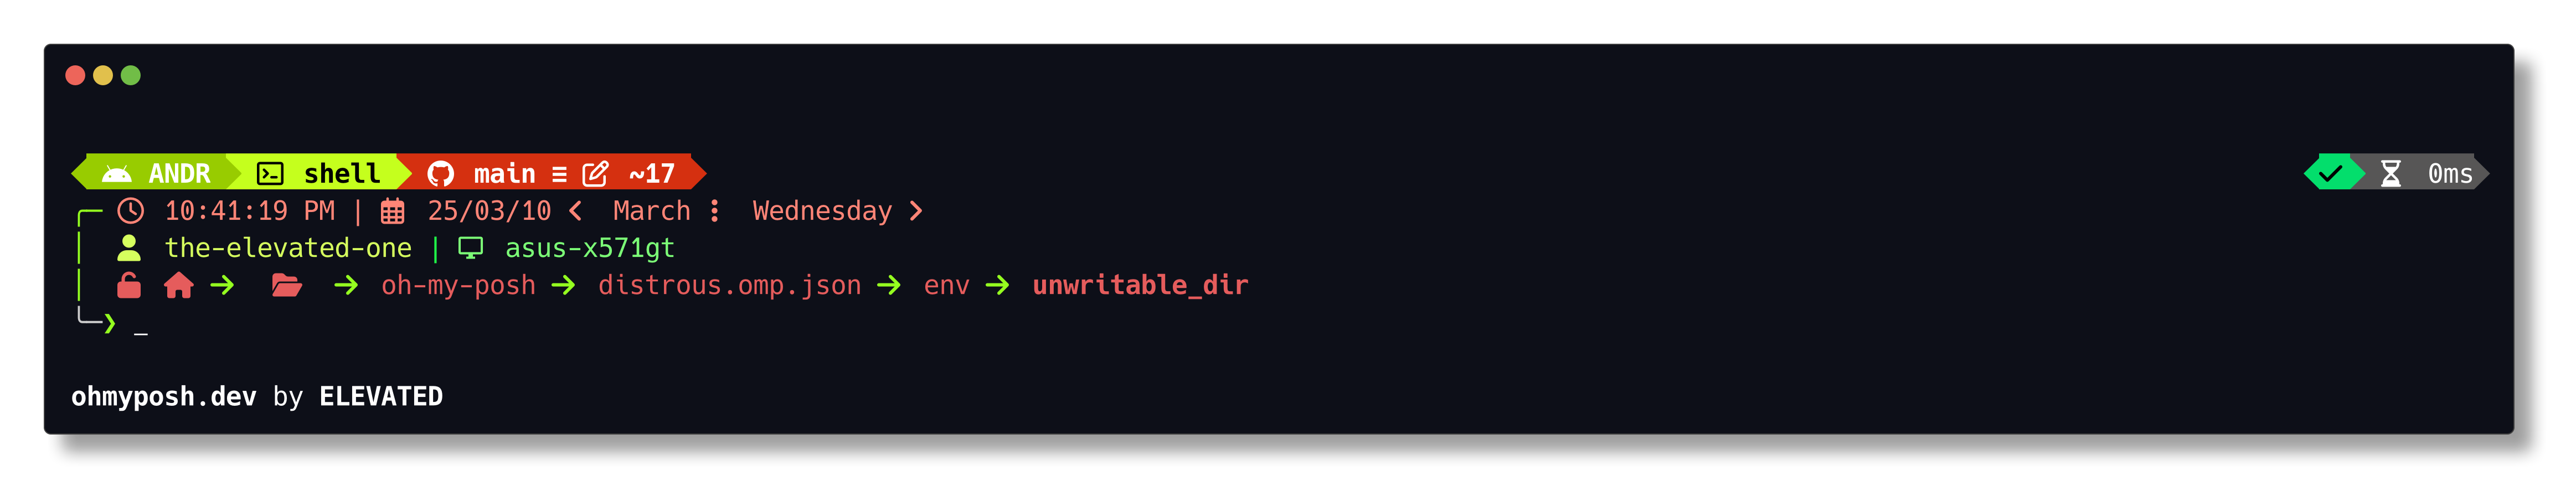 ANDR shell main ≡ ~17 0ms
10:41:19 PM | 25/03/10 < March ⋮ Wednesday >
the-elevated-one | asus-x571gt
→ → oh-my-posh → distrous.omp.json → env → unwritable_dir
❯ _
ohmyposh.dev by ELEVATED